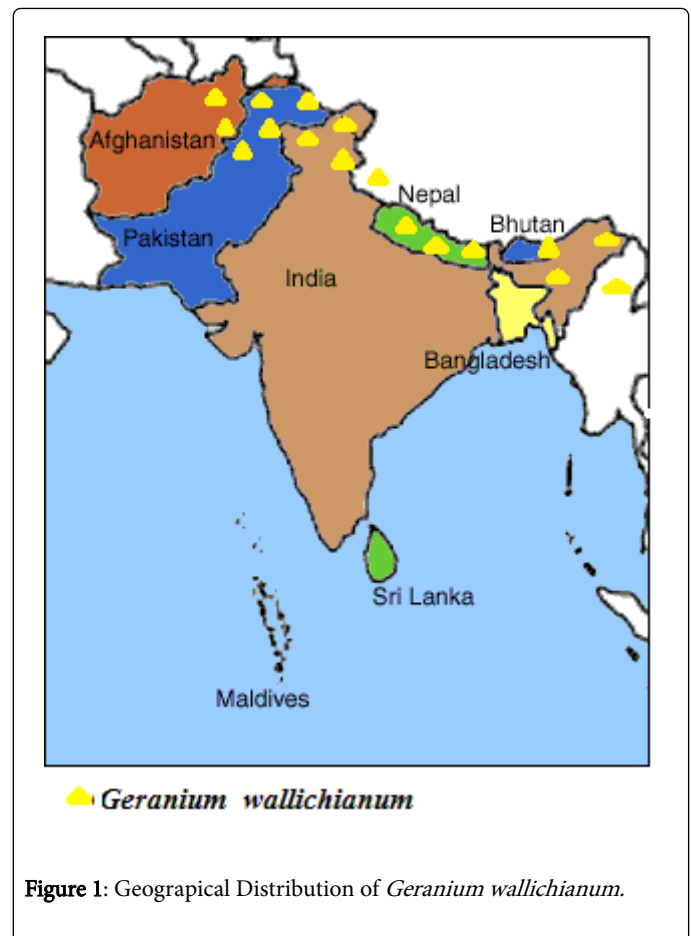 Afghanistan
Nepal
Bhutan
Pakistan
India
Bangladesh
Sri Lanka
Maldives
Geranium wallichianum
Figure 1: Geograpical Distribution of Geranium wallichianum.